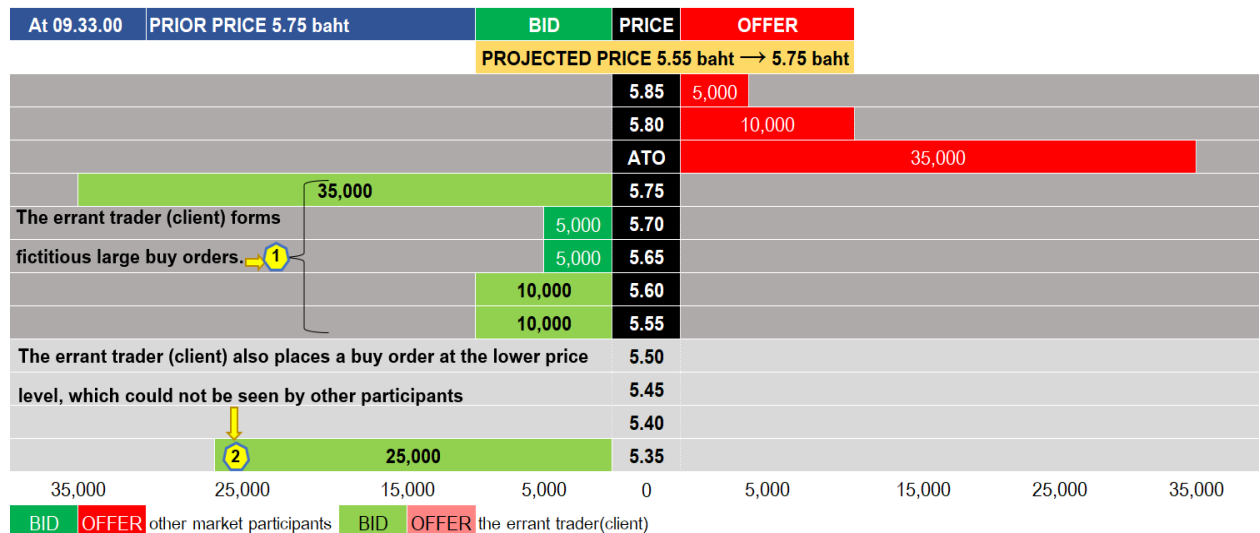 At 09.33.00 PRIOR PRICE 5.75 baht BID PRICE OFFER
PROJECTED PRICE 5.55 baht → 5.75 baht
5.85 5,000
5.80 10,000
ATO 35,000
35,000 5.75
The errant trader (client) forms 5,000 5.70
fictitious large buy orders. 1 5,000 5.65
10,000 5.60
10,000 5.55
The errant trader (client) also places a buy order at the lower price 5.50
level, which could not be seen by other participants 5.45
5.40
2 25,000 5.35
35,000 25,000 15,000 5,000 0 5,000 15,000 25,000 35,000
BID OFFER other market participants BID OFFER the errant trader(client)